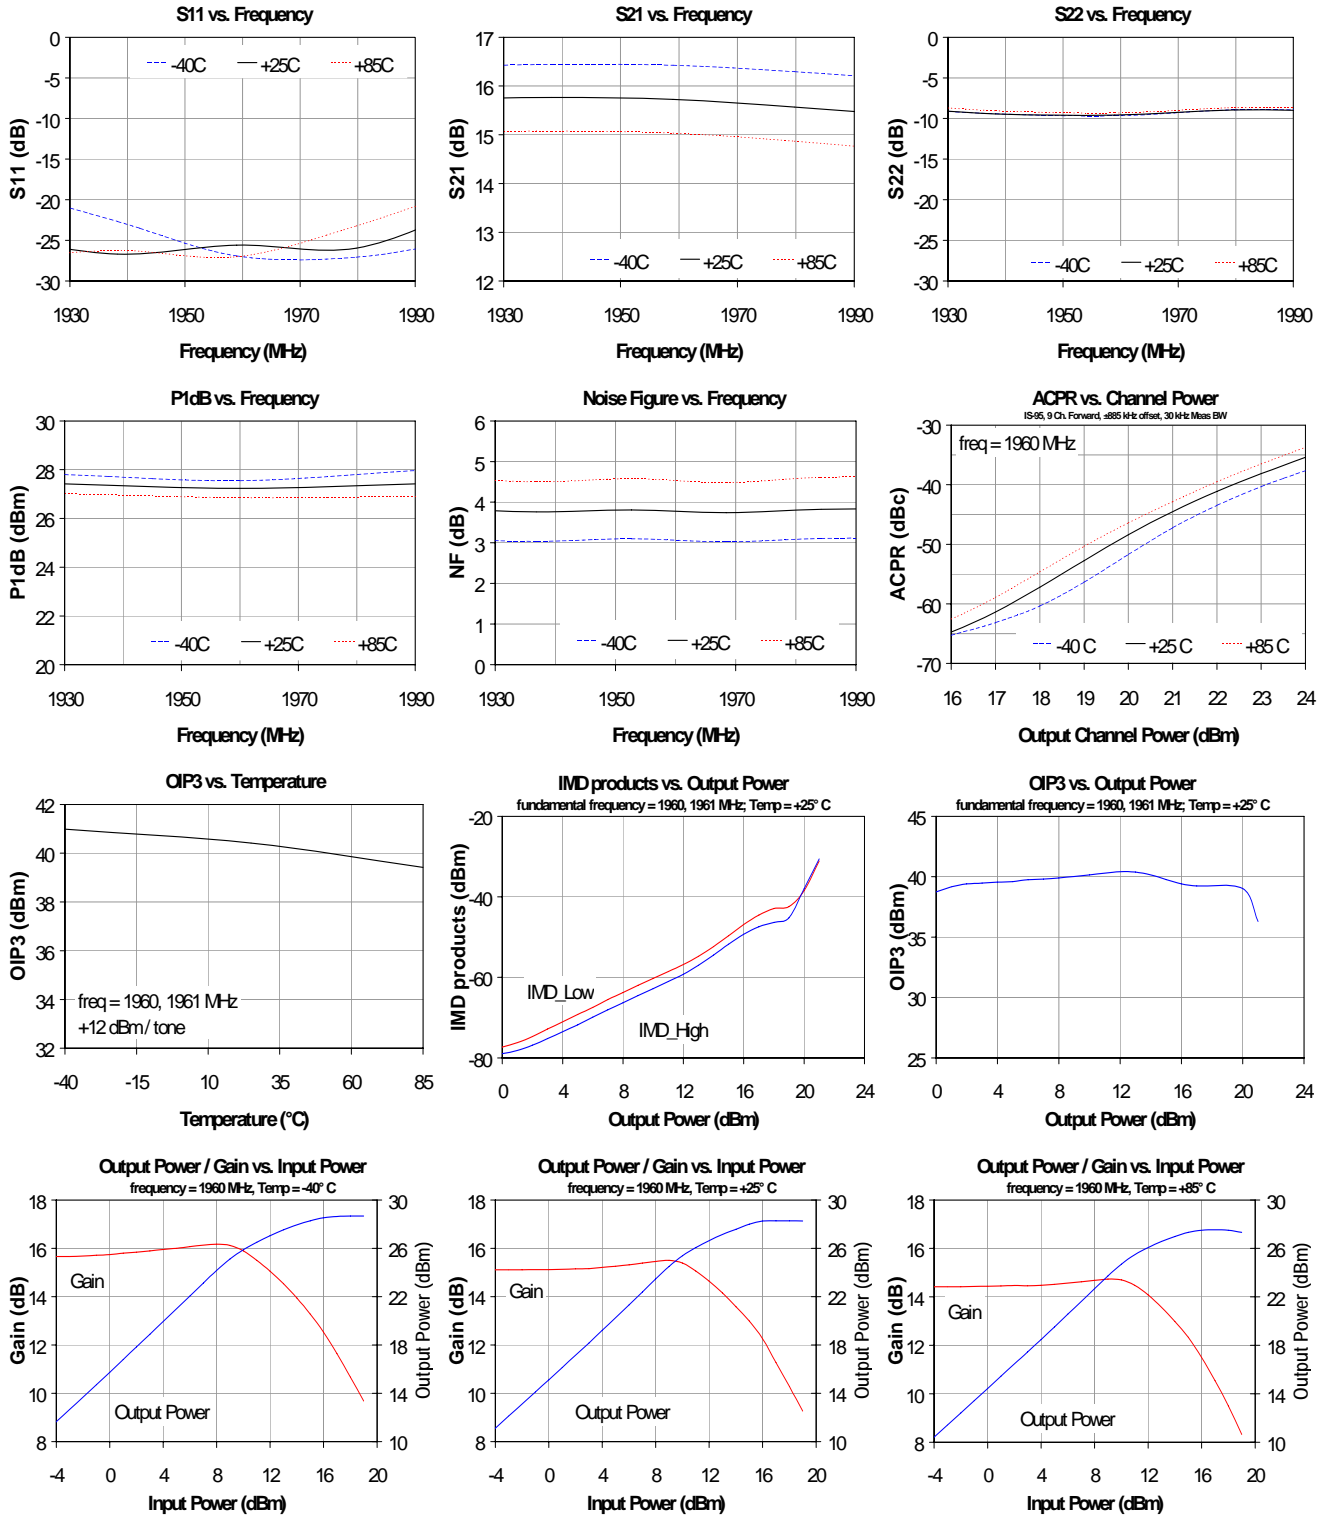 S11 vs. Frequency
0
-5
-10
-15
-20
-25
-30
S11 (dB)
-40C
+25C
+85C
1930
1950
1970
1990
Frequency (MHz)
S21 vs. Frequency
17
16
15
14
13
12
S21 (dB)
-40C
+25C
+85C
1930
1950
1970
1990
Frequency (MHz)
S22 vs. Frequency
0
-5
-10
-15
-20
-25
-30
S22 (dB)
-40C
+25C
+85C
1930
1950
1970
1990
Frequency (MHz)
P1dB vs. Frequency
30
28
26
24
22
20
P1dB (dBm)
-40C
+25C
+85C
1930
1950
1970
1990
Frequency (MHz)
Noise Figure vs. Frequency
6
5
4
3
2
1
0
NF (dB)
-40C
+25C
+85C
1930
1950
1970
1990
Frequency (MHz)
ACPR vs. Channel Power
IS-95, 9 Ch. Forward, ±885 kHz offset, 30 kHz Meas BW
-30
-40
-50
-60
-70
ACPR (dBc)
freq = 1960 MHz
-40 C
+25 C
+85 C
16
17
18
19
20
21
22
23
24
Output Channel Power (dBm)
OIP3 vs. Temperature
42
40
38
36
34
32
OIP3 (dBm)
freq = 1960, 1961 MHz
+12 dBm / tone
-40
-15
10
35
60
85
Temperature (°C)
IMD products vs. Output Power
fundamental frequency = 1960, 1961 MHz; Temp = +25° C
-20
-40
-60
-80
IMD products (dBm)
IMD_Low
IMD_High
0
4
8
12
16
20
24
Output Power (dBm)
OIP3 vs. Output Power
fundamental frequency = 1960, 1961 MHz; Temp = +25° C
45
40
35
30
25
OIP3 (dBm)
0
4
8
12
16
20
24
Output Power (dBm)
Output Power / Gain vs. Input Power
frequency = 1960 MHz, Temp = -40° C
18
16
14
12
10
8
Gain (dB)
Gain
Output Power
30
26
22
18
14
10
Output Power (dBm)
-4
0
4
8
12
16
20
Input Power (dBm)
Output Power / Gain vs. Input Power
frequency = 1960 MHz, Temp = +25° C
18
16
14
12
10
8
Gain (dB)
Gain
Output Power
30
26
22
18
14
10
Output Power (dBm)
-4
0
4
8
12
16
20
Input Power (dBm)
Output Power / Gain vs. Input Power
frequency = 1960 MHz, Temp = +85° C
18
16
14
12
10
8
Gain (dB)
Gain
Output Power
30
26
22
18
14
10
Output Power (dBm)
-4
0
4
8
12
16
20
Input Power (dBm)